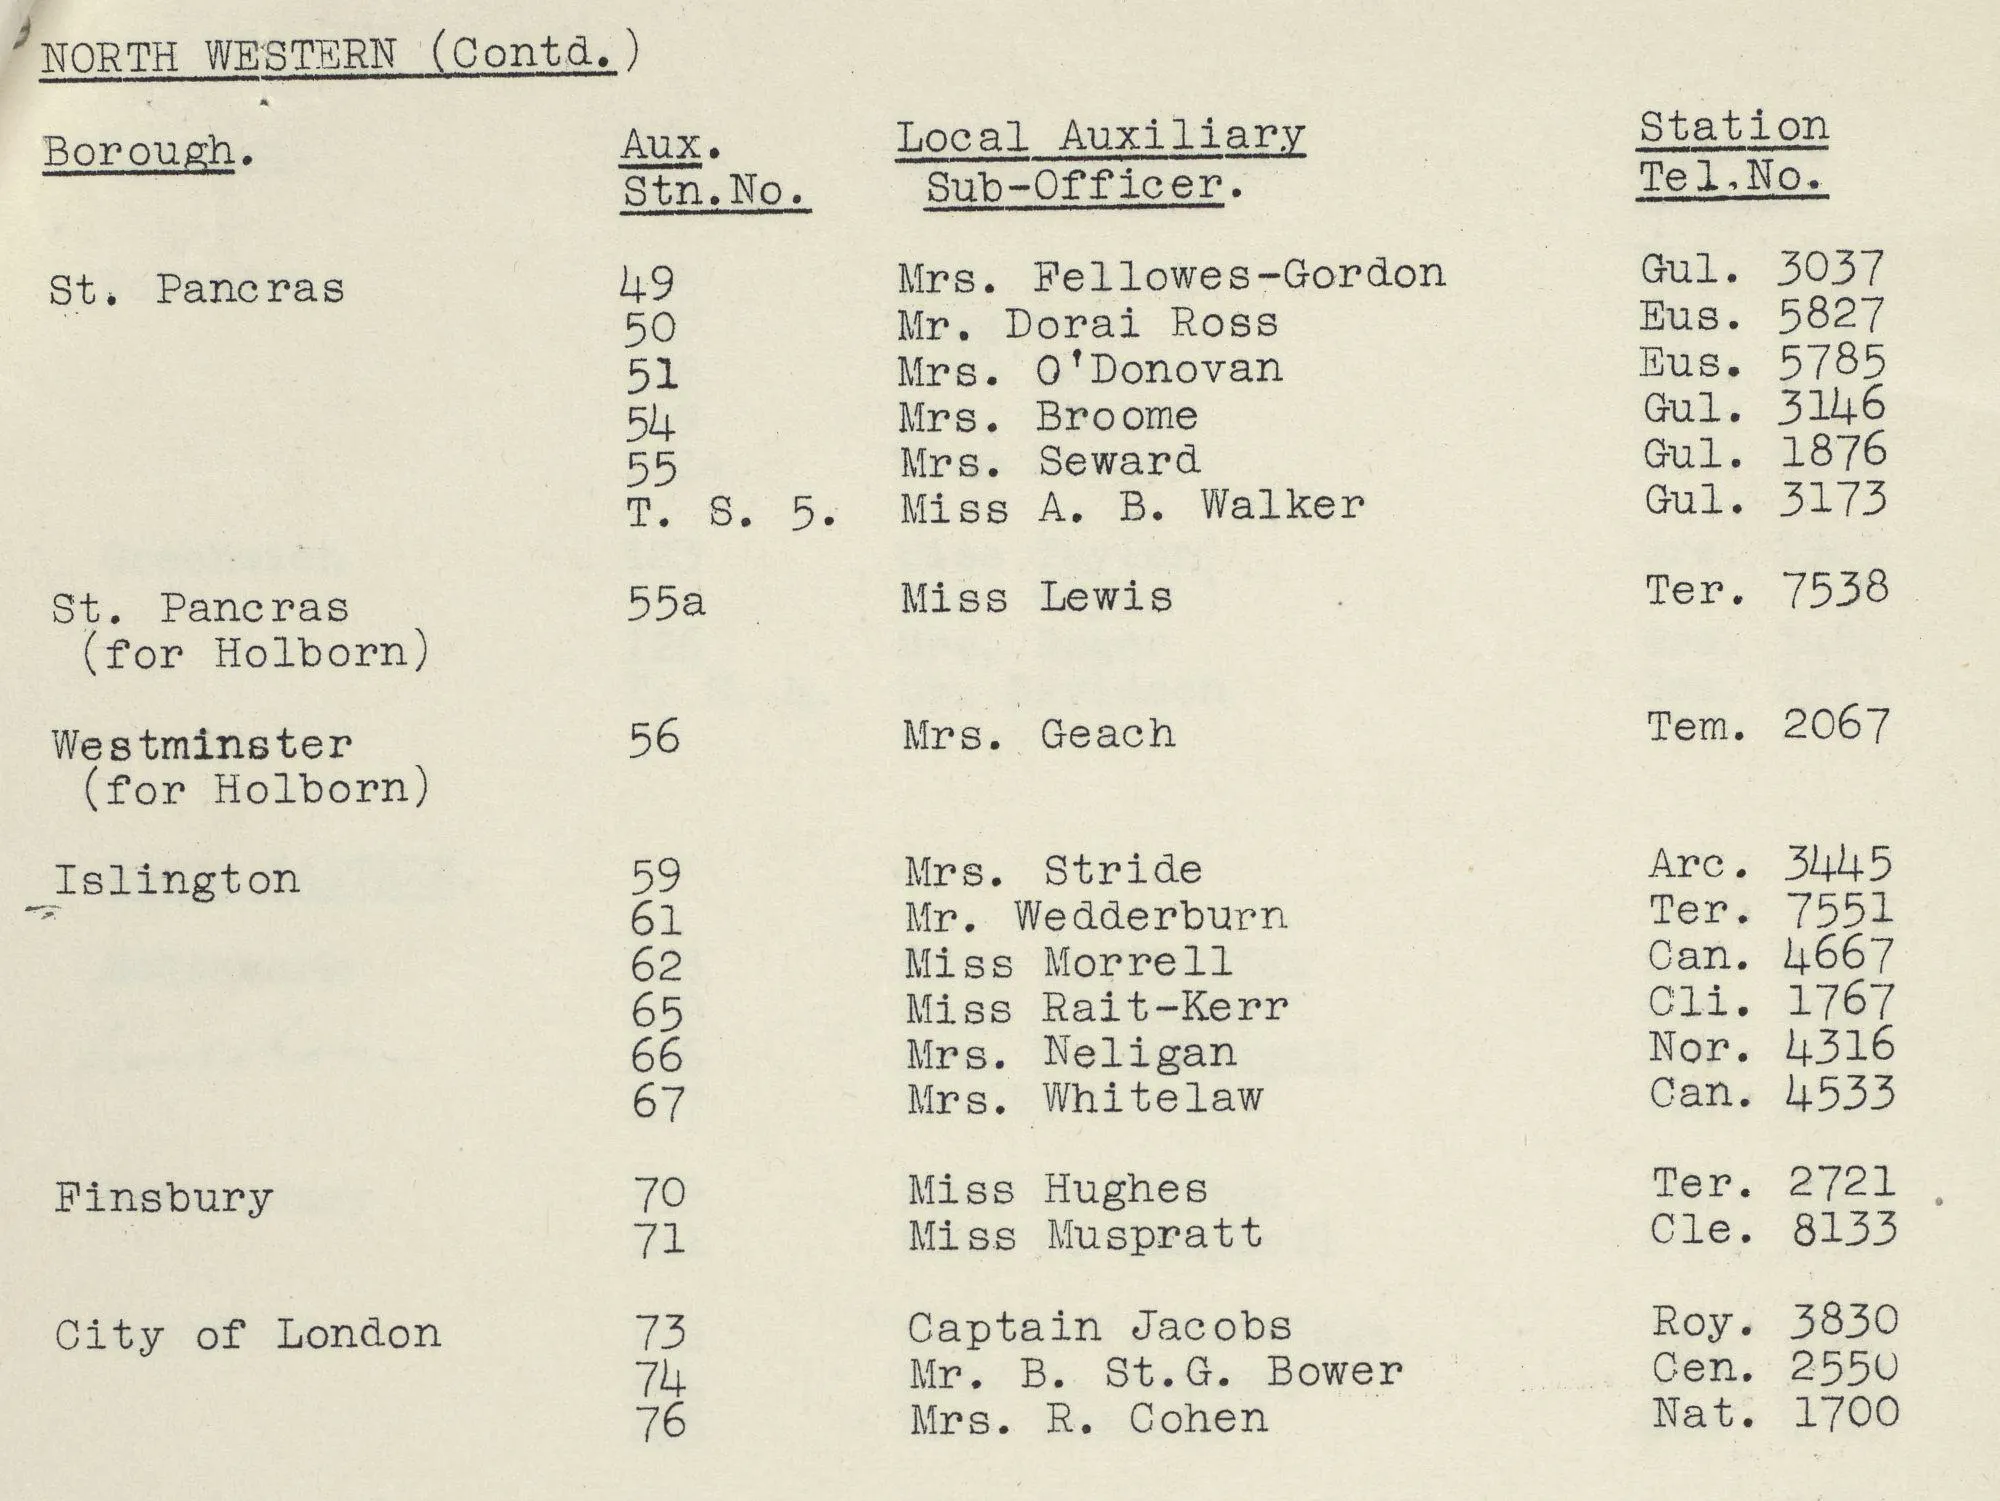 NORTH WESTERN (Contd.)
Borough. Aux. Stn.No. Local Auxiliary Sub-Officer. Station Tel.No.
St. Pancras 49 Mrs. Fellowes-Gordon Gul. 3037
50 Mr. Dorai Ross Eus. 5827
51 Mrs. O'Donovan Eus. 5785
54 Mrs. Broome Gul. 3146
55 Mrs. Seward Gul. 1876
T. S. 5. Miss A. B. Walker Gul. 3173
St. Pancras 55a Miss Lewis Ter. 7538
(for Holborn)
Westminster 56 Mrs. Geach Tem. 2067
(for Holborn)
Islington 59 Mrs. Stride Arc. 3445
61 Mr. Wedderburn Ter. 7551
62 Miss Morrell Can. 4667
65 Miss Rait-Kerr Cli. 1767
66 Mrs. Neligan Nor. 4316
67 Mrs. Whitelaw Can. 4533
Finsbury 70 Miss Hughes Ter. 2721
71 Miss Muspratt Cle. 8133
City of London 73 Captain Jacobs Roy. 3830
74 Mr. B. St.G. Bower Cen. 2550
76 Mrs. R. Cohen Nat. 1700